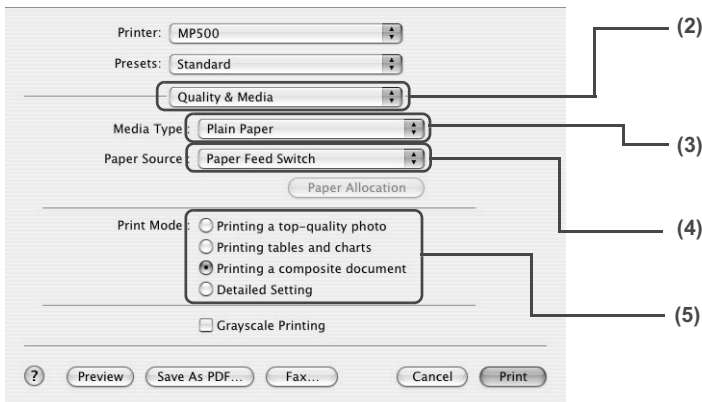 Printer: MP500
(2)
Presets: Standard
Quality & Media
Media Type: Plain Paper
(3)
Paper Source: Paper Feed Switch
Paper Allocation
Print Mode: Printing a top-quality photo
(4)
Printing tables and charts
Printing a composite document
Detailed Setting
(5)
Grayscale Printing
? Preview Save As PDF... Fax... Cancel Print